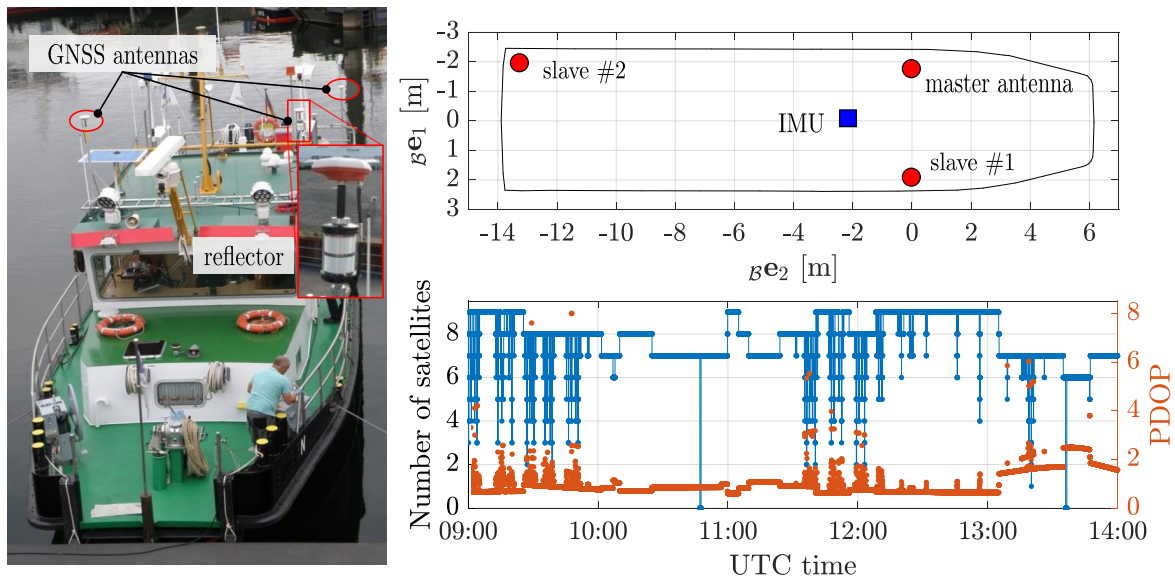 GNSS antennas
reflector
N
-3
-2
-1
0
1
2
3
ℬe₁ [m]
slave #2
master antenna
IMU
slave #1
-14 -12 -10 -8 -6 -4 -2 0 2 4 6
ℬe₂ [m]
Number of satellites
8
6
4
2
0
8
6
4
2
0
PDOP
09:00 10:00 11:00 12:00 13:00 14:00
UTC time